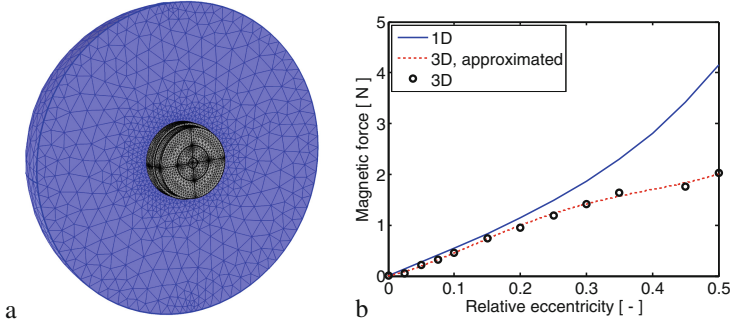 a
b
Magnetic force [ N ]
5
4
3
2
1
0
1D
3D, approximated
3D
0 0.1 0.2 0.3 0.4 0.5
Relative eccentricity [ - ]